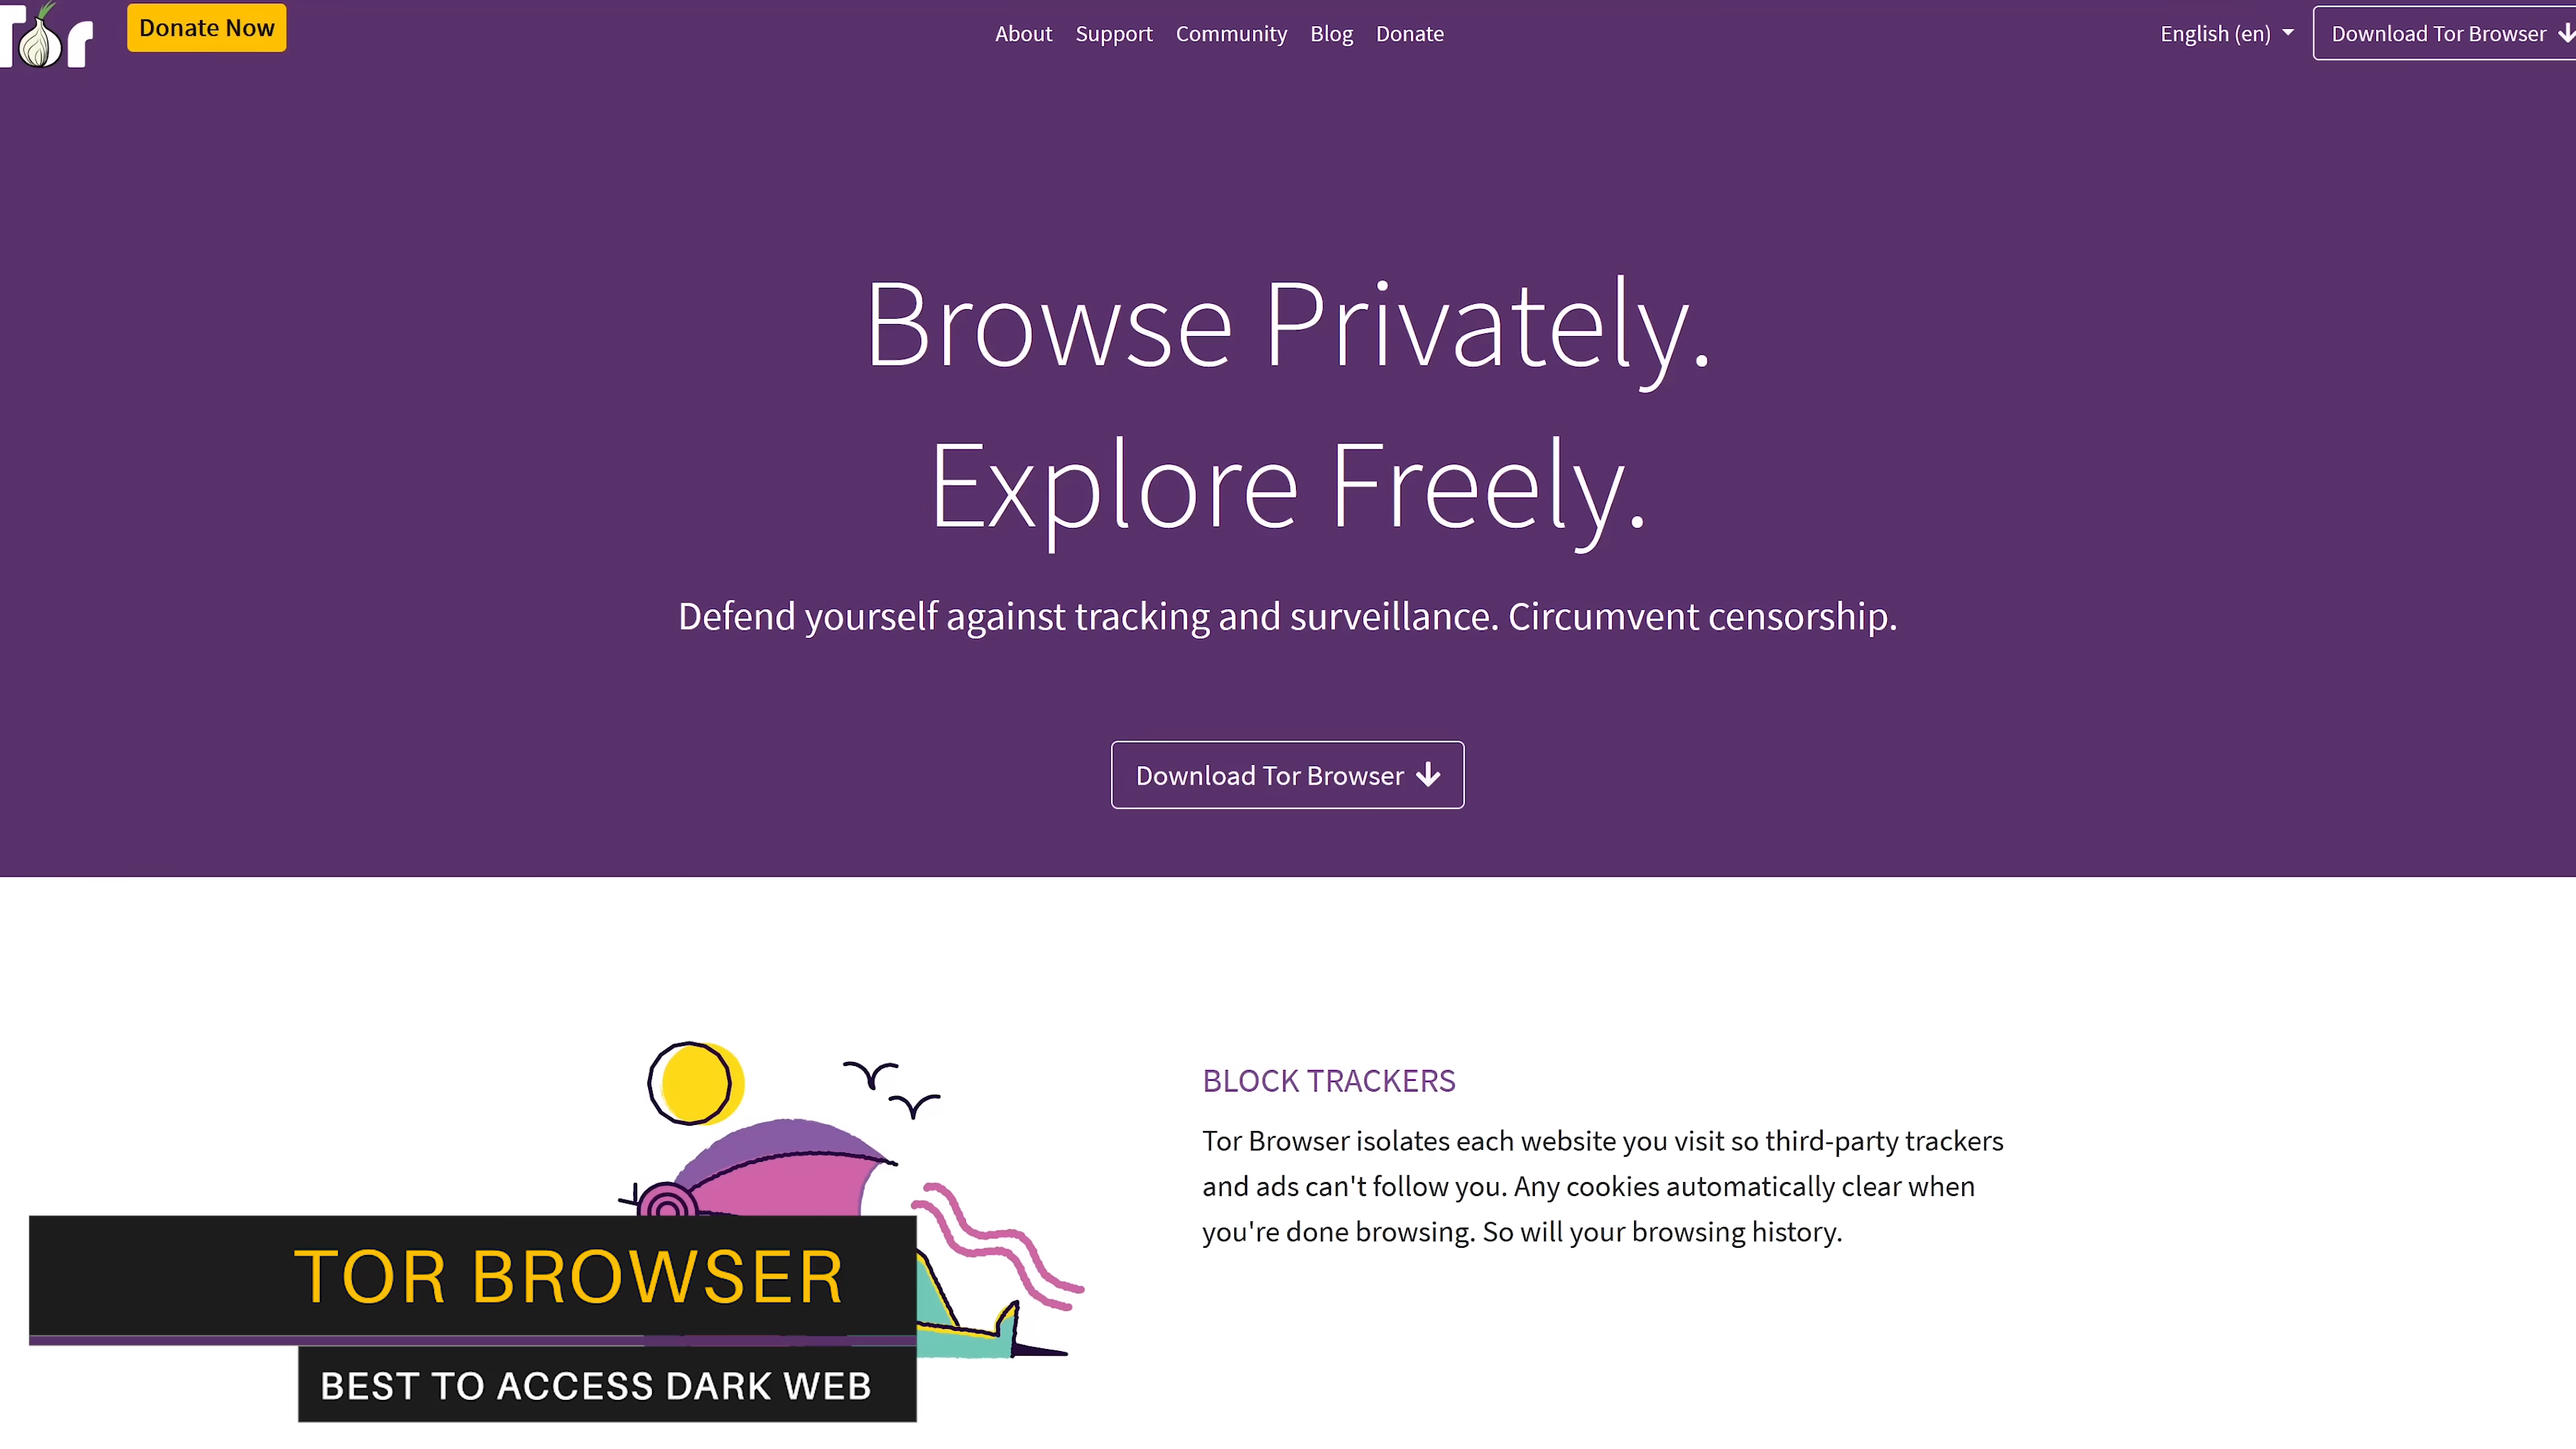 Tor
Donate Now
About Support Community Blog Donate
English (en)
Download Tor Browser
Browse Privately.
Explore Freely.
Defend yourself against tracking and surveillance. Circumvent censorship.
Download Tor Browser
BLOCK TRACKERS
Tor Browser isolates each website you visit so third-party trackers
and ads can't follow you. Any cookies automatically clear when
you're done browsing. So will your browsing history.
TOR BROWSER
BEST TO ACCESS DARK WEB